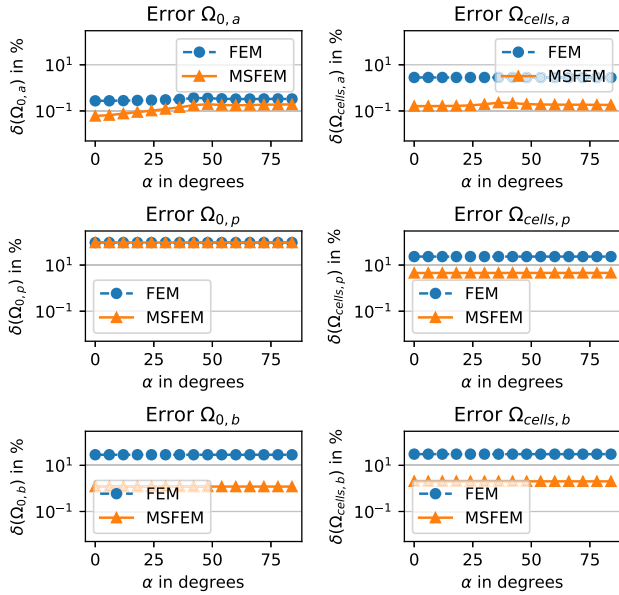 Error Ω0,a
δ(Ω0,a) in %
10^1
10^-1
FEM
MSFEM
0 25 50 75
α in degrees
Error Ωcells,a
δ(Ωcells,a) in %
10^1
10^-1
FEM
MSFEM
0 25 50 75
α in degrees
Error Ω0,p
δ(Ω0,p) in %
10^1
10^-1
FEM
MSFEM
0 25 50 75
α in degrees
Error Ωcells,p
δ(Ωcells,p) in %
10^1
10^-1
FEM
MSFEM
0 25 50 75
α in degrees
Error Ω0,b
δ(Ω0,b) in %
10^1
10^-1
FEM
MSFEM
0 25 50 75
α in degrees
Error Ωcells,b
δ(Ωcells,b) in %
10^1
10^-1
FEM
MSFEM
0 25 50 75
α in degrees